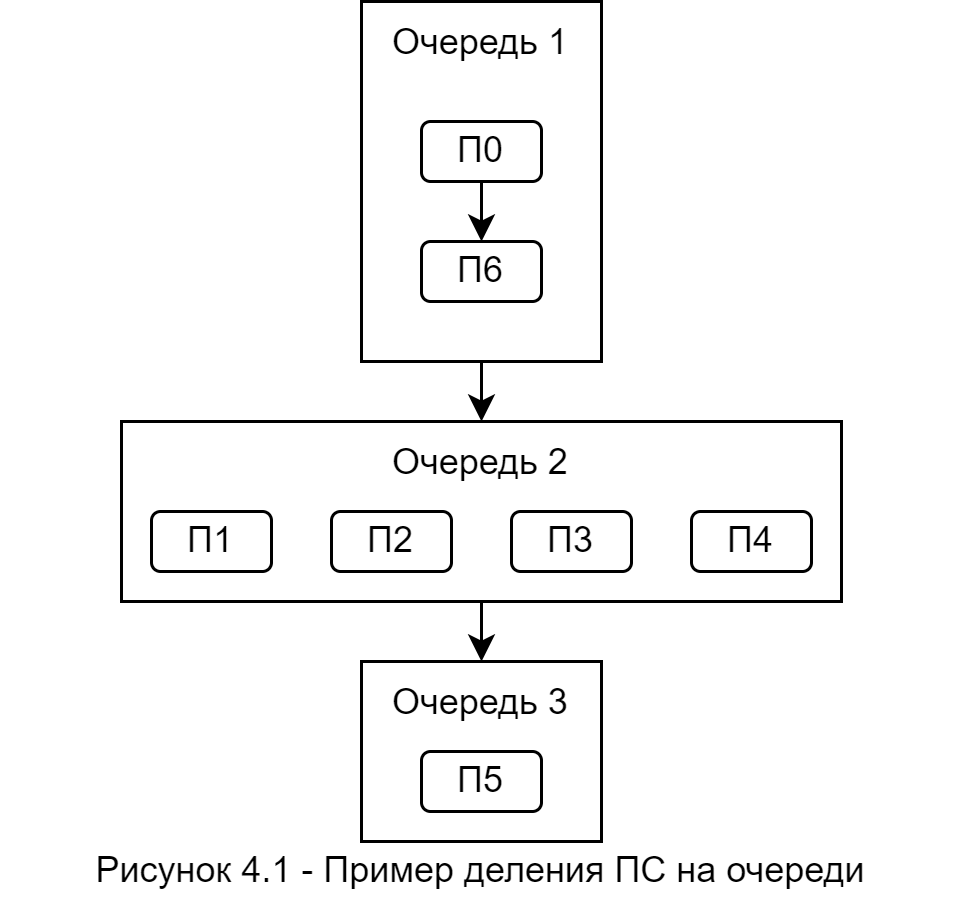 Очередь 1
П0
П6
Очередь 2
П1 П2 П3 П4
Очередь 3
П5
Рисунок 4.1 - Пример деления ПС на очереди